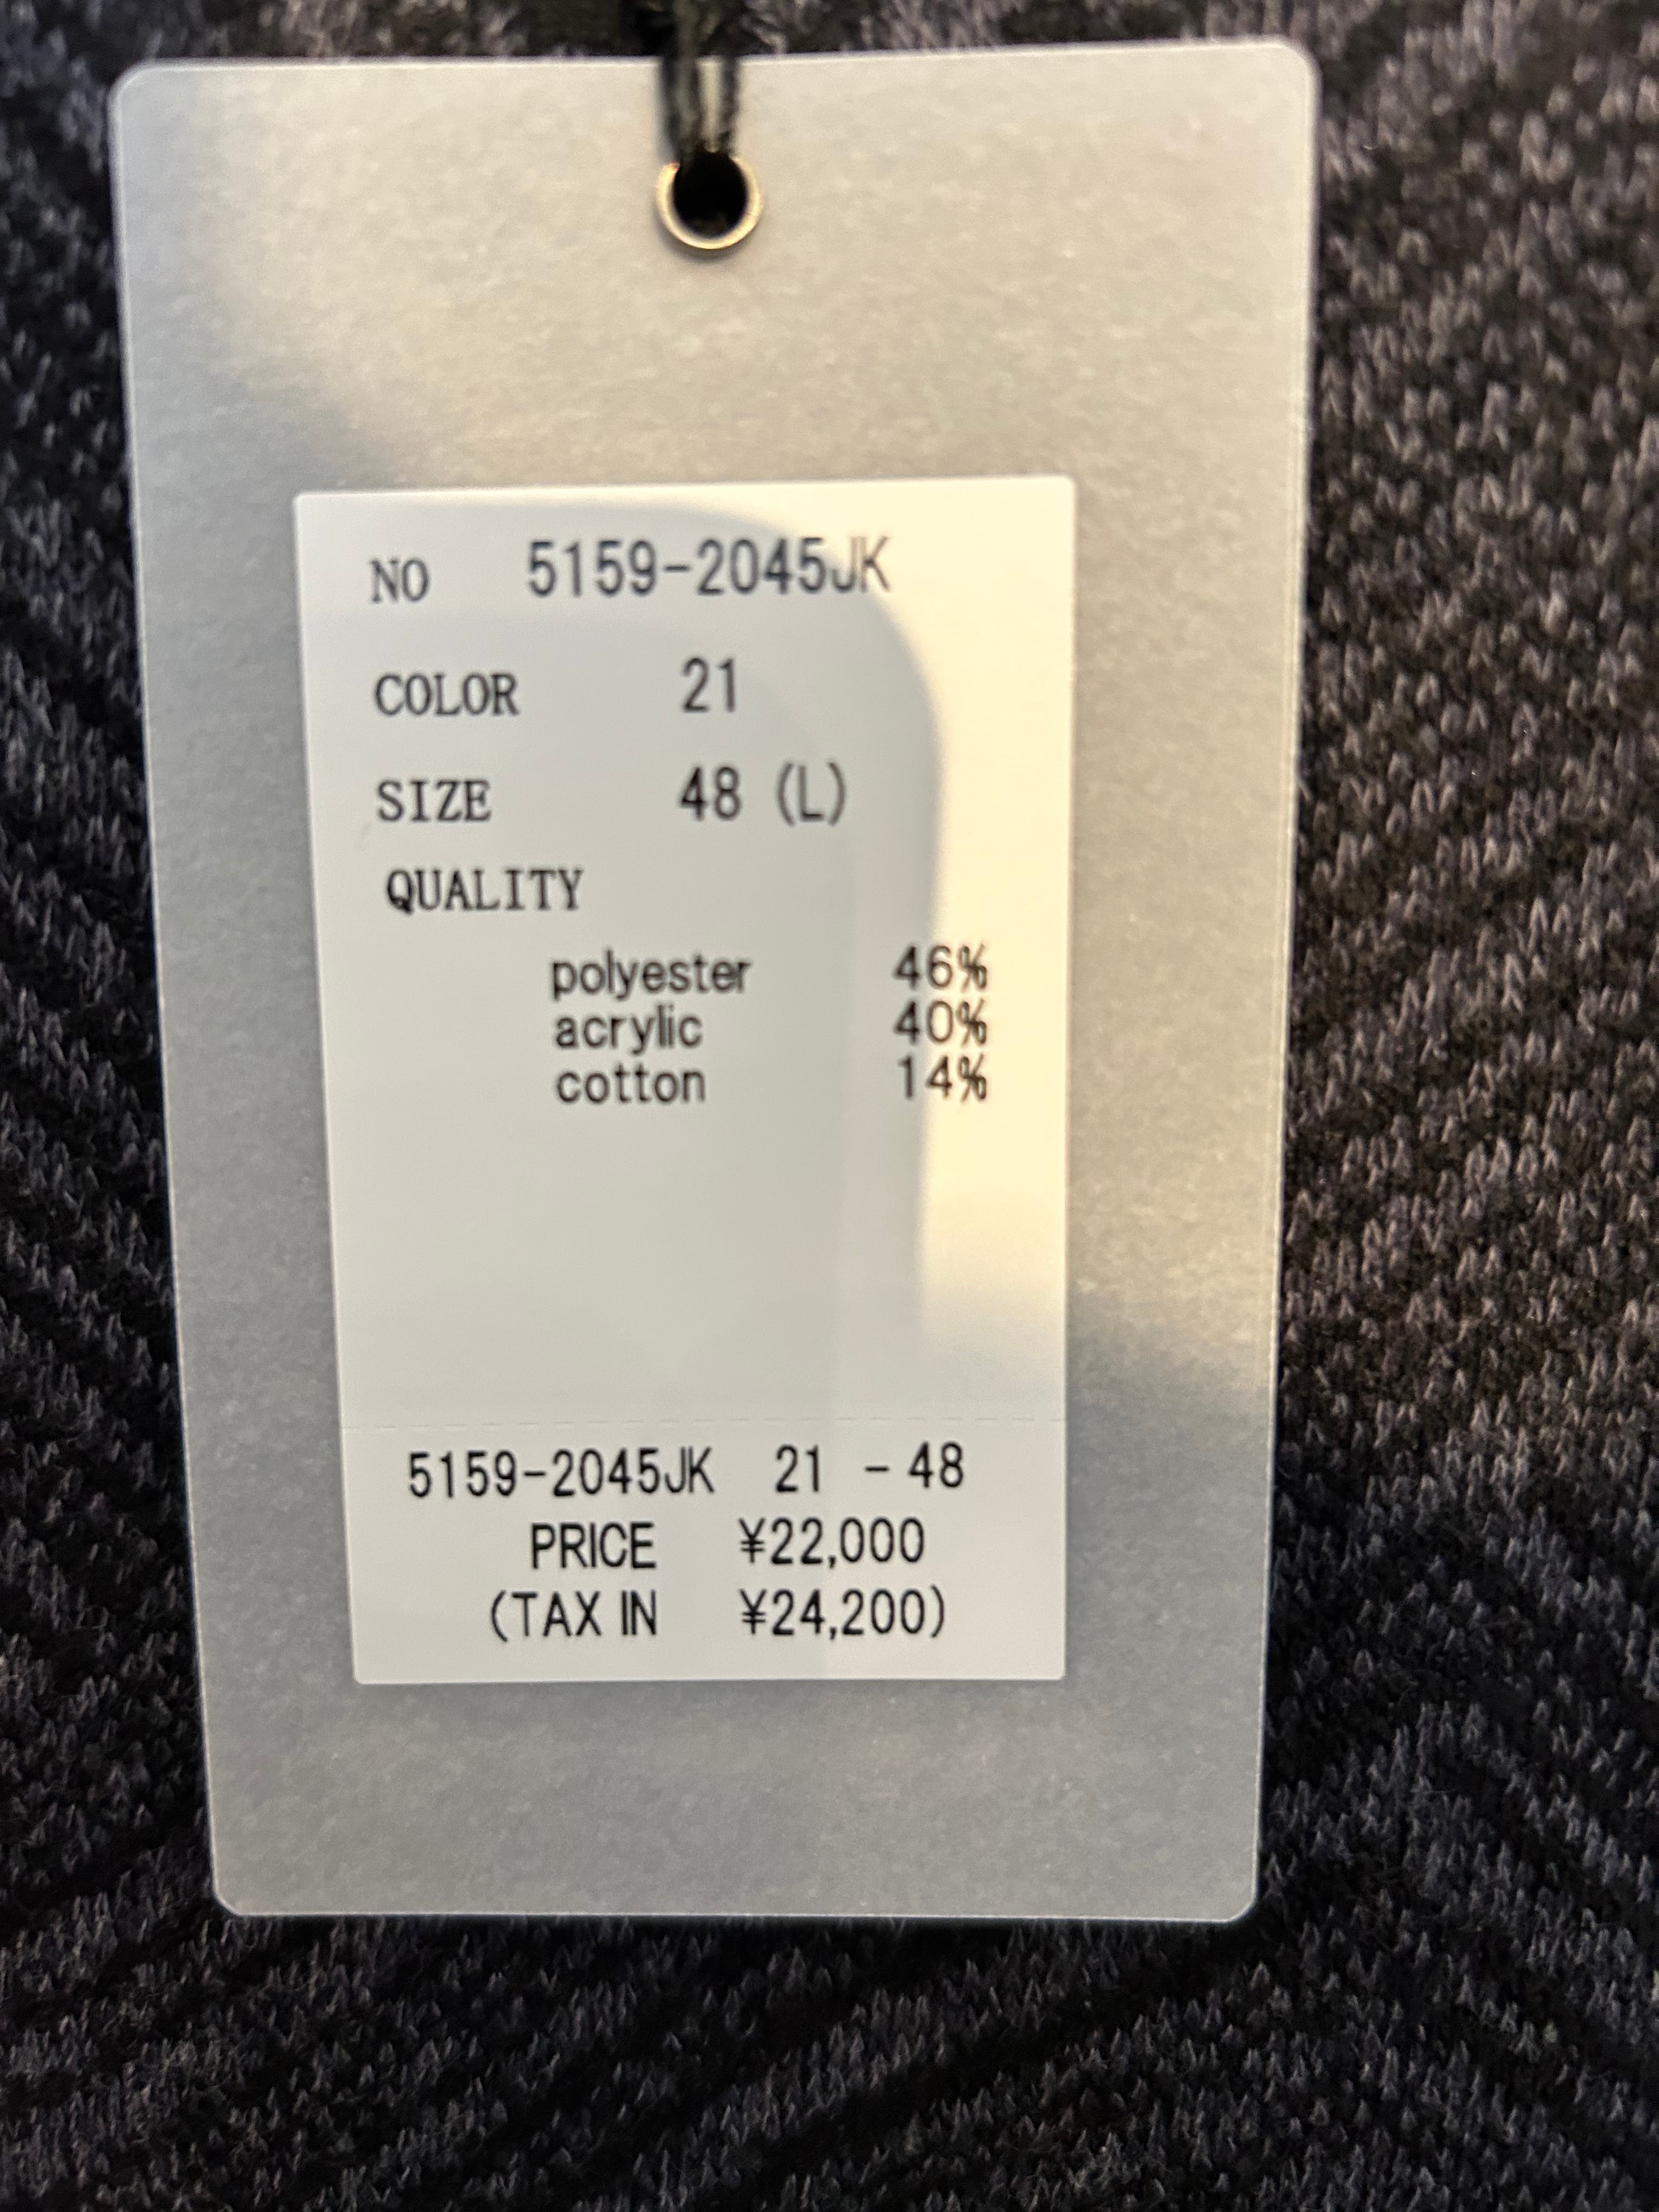 NO 5159-2045JK
COLOR 21
SIZE 48 (L)
QUALITY
polyester 46%
acrylic 40%
cotton 14%
5159-2045JK 21 - 48
PRICE ¥22,000
(TAX IN ¥24,200)